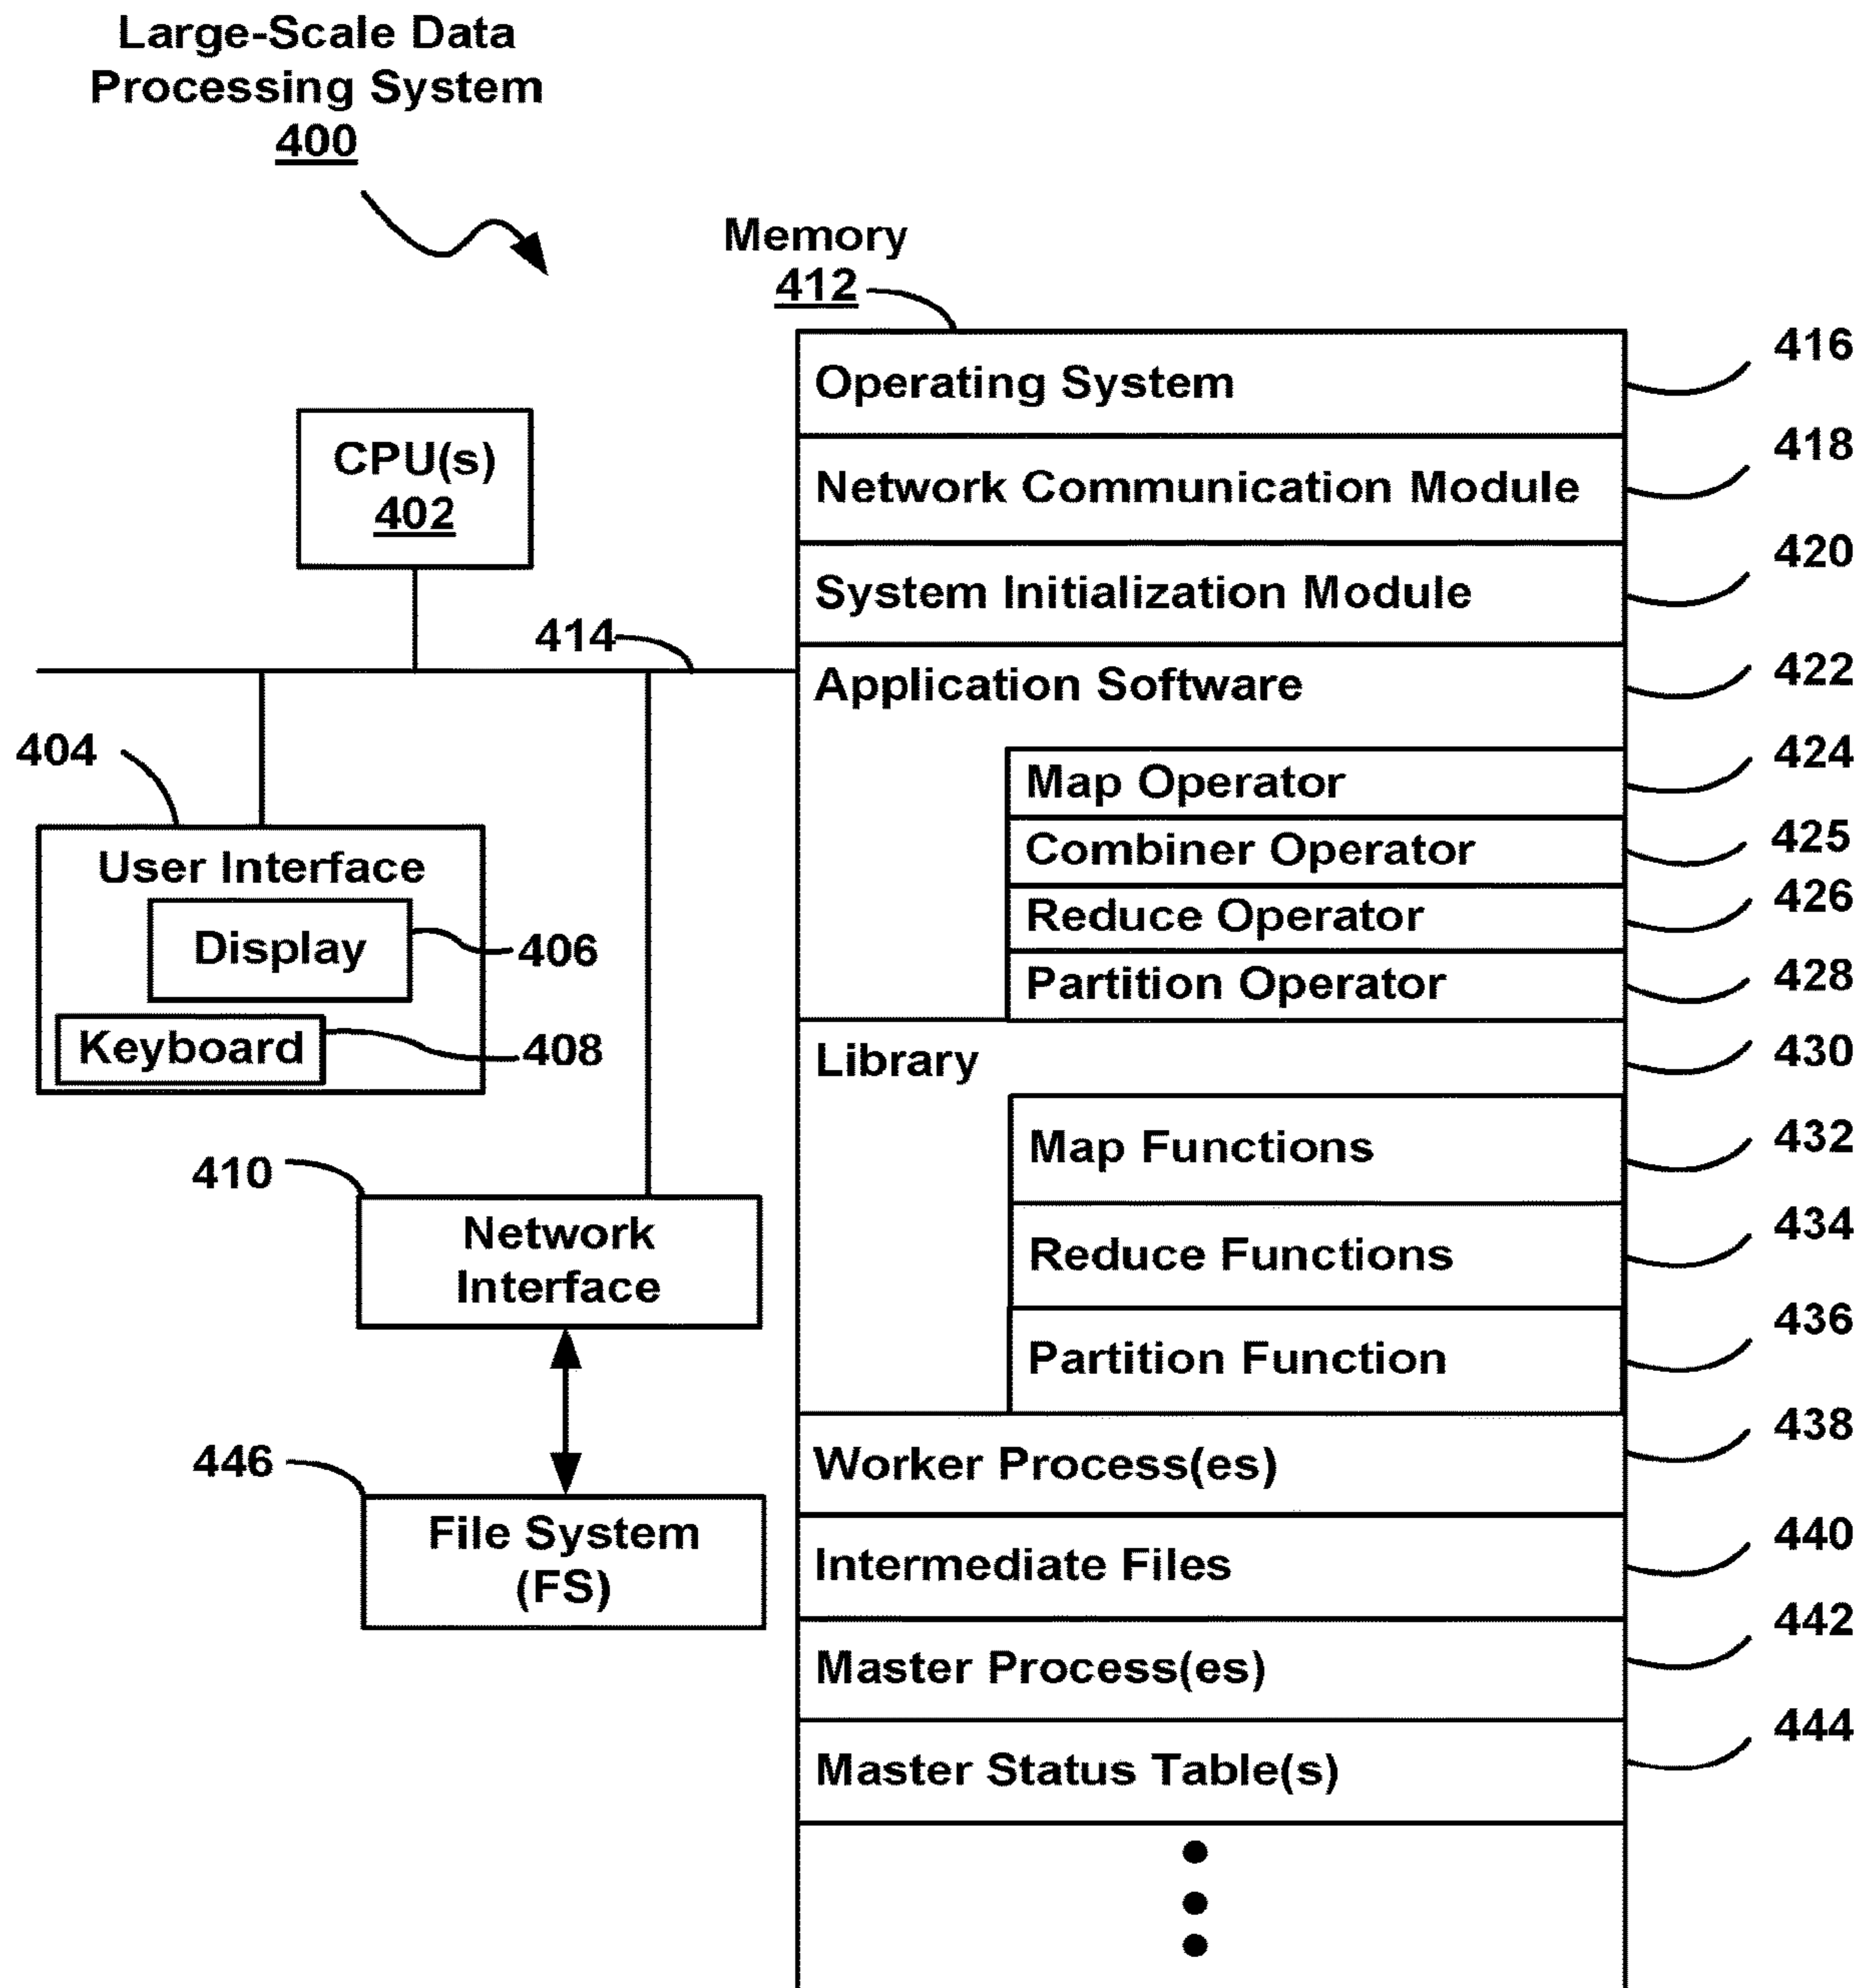 Large-Scale Data
Processing System
400
Memory
412
Operating System
416
Network Communication Module
418
System Initialization Module
420
Application Software
422
Map Operator
424
Combiner Operator
425
Reduce Operator
426
Partition Operator
428
Library
430
Map Functions
432
Reduce Functions
434
Partition Function
436
Worker Process(es)
438
Intermediate Files
440
Master Process(es)
442
Master Status Table(s)
444
CPU(s)
402
414
404
User Interface
Display
406
Keyboard
408
410
Network
Interface
446
File System
(FS)